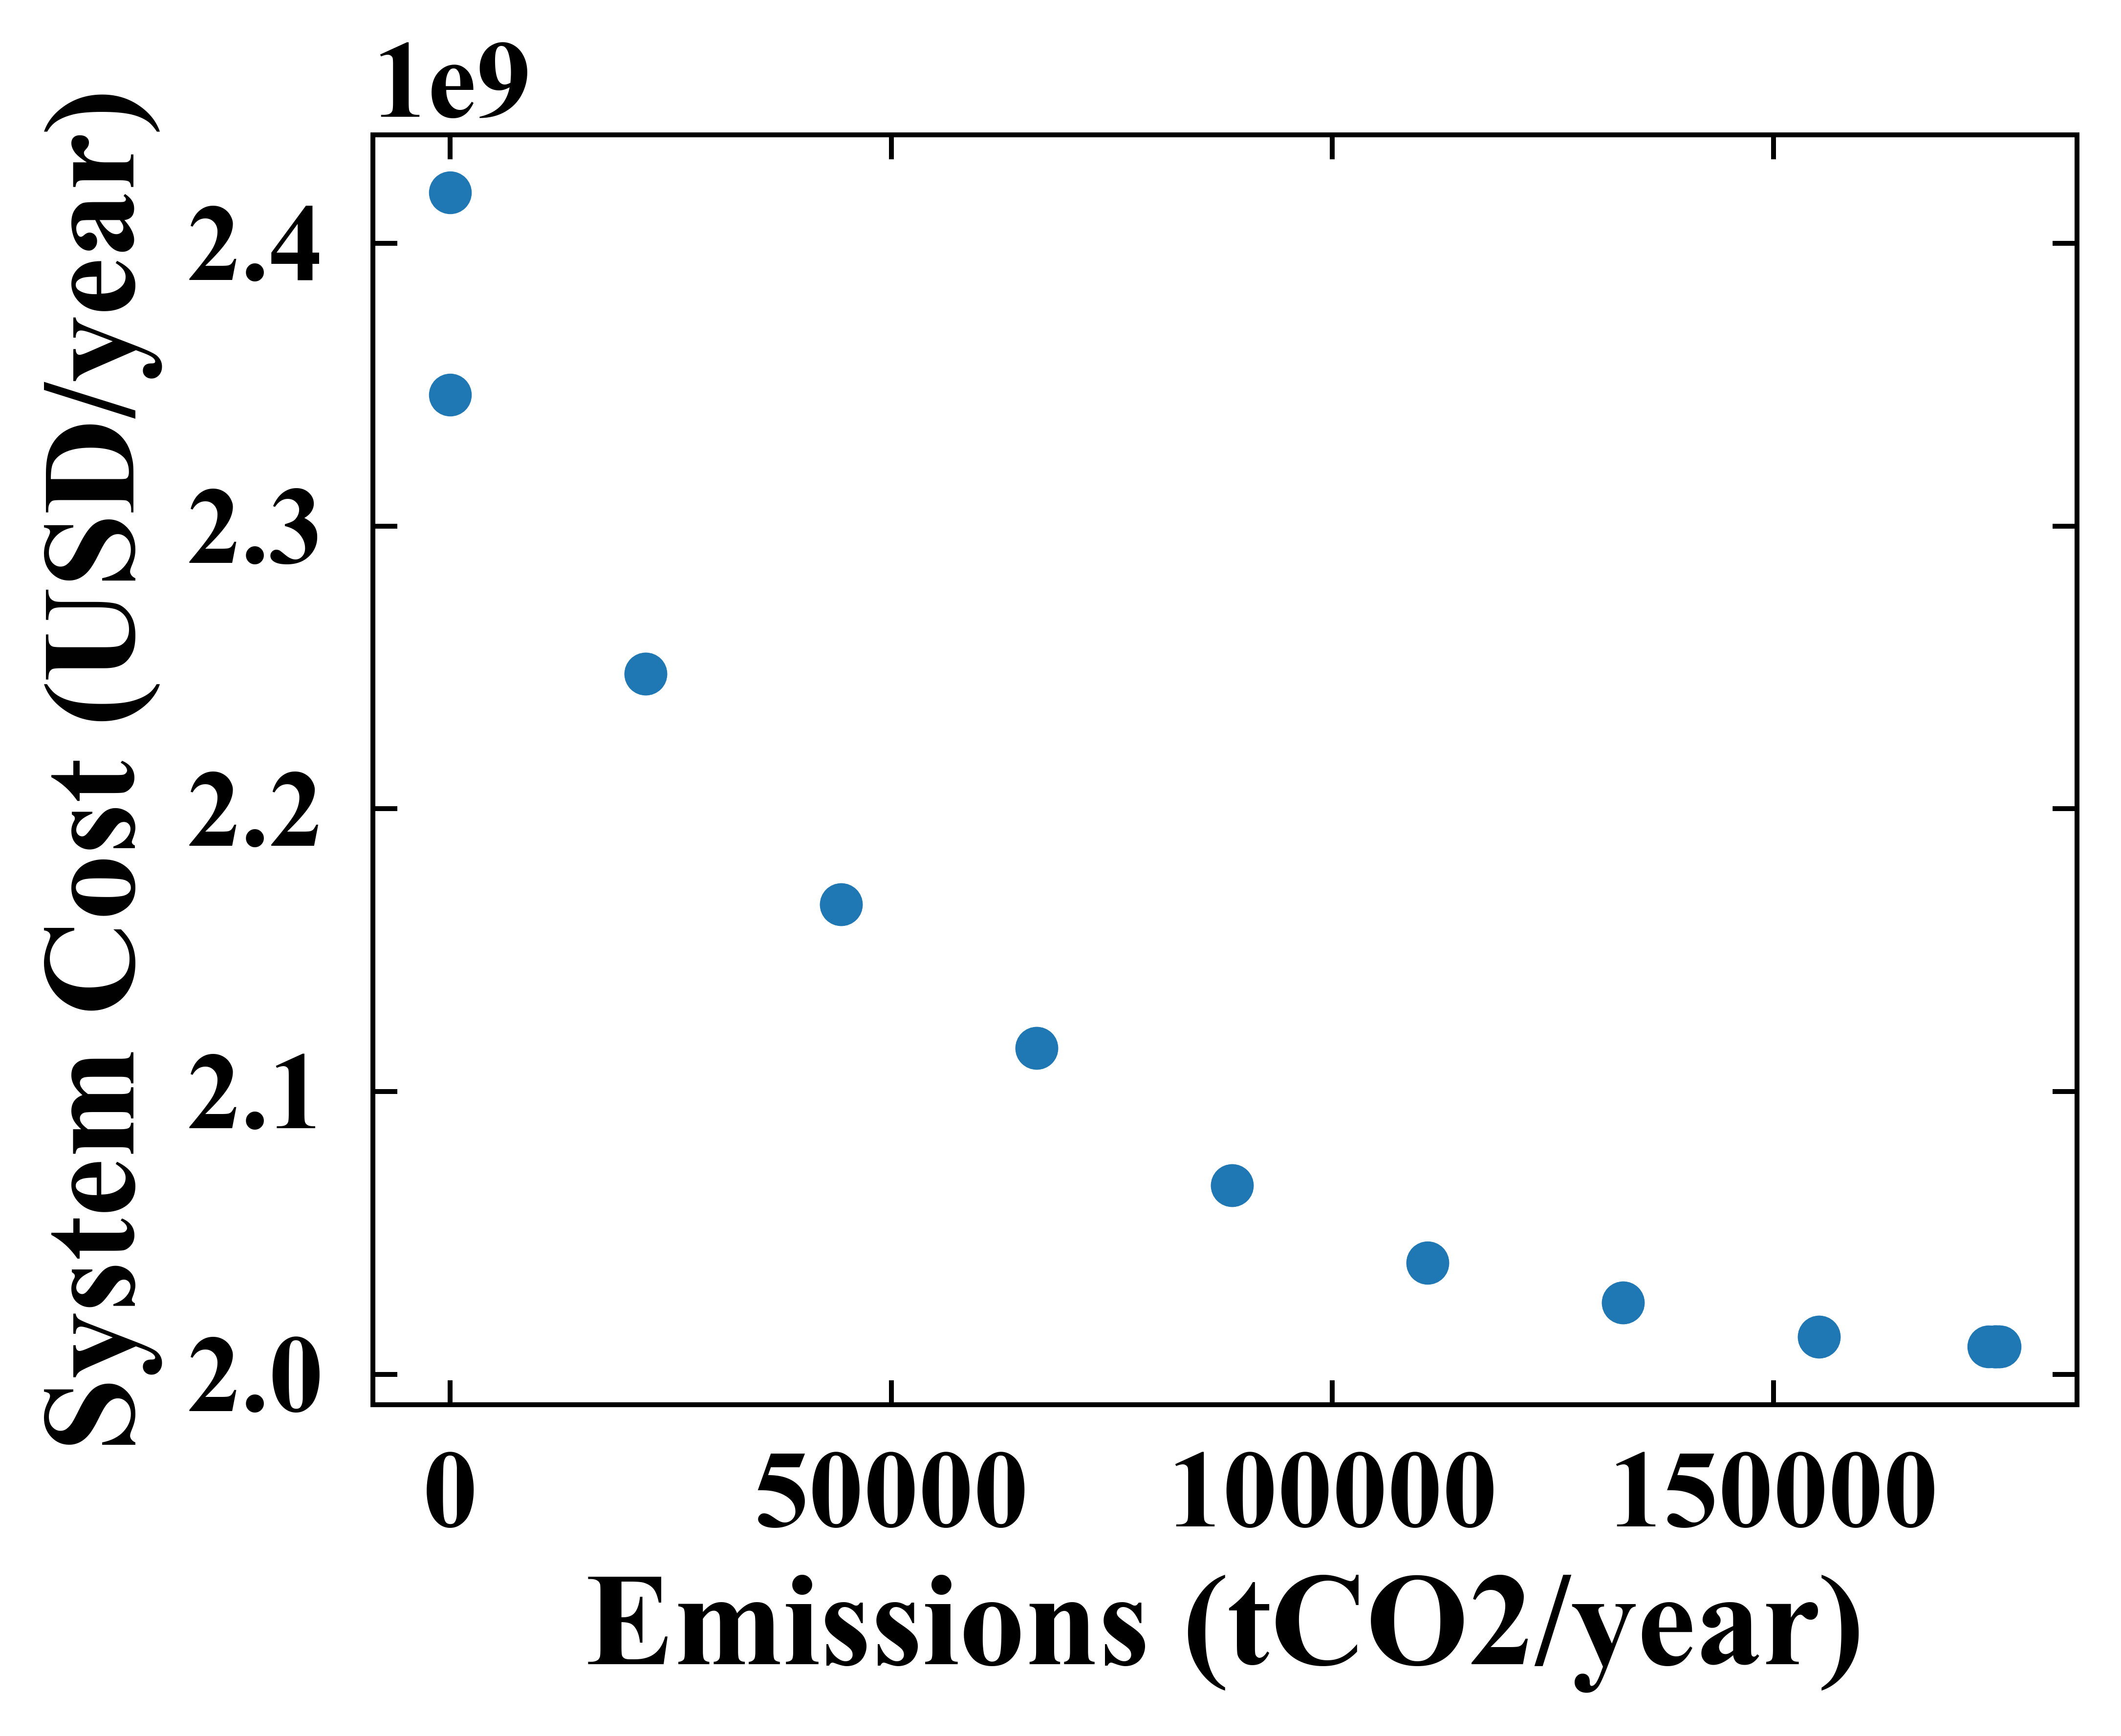 1e9
System Cost (USD/year)
2.4
2.3
2.2
2.1
2.0
0 50000 100000 150000
Emissions (tCO2/year)